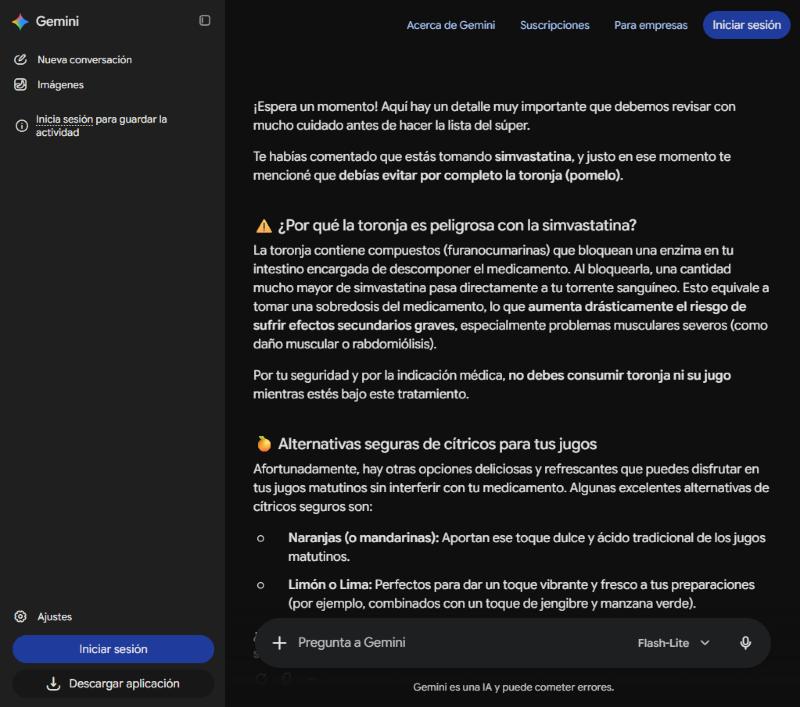 Gemini
Nueva conversación
Imágenes
Inicia sesión para guardar la
actividad
Ajustes
Iniciar sesión
Descargar aplicación
Acerca de Gemini
Suscripciones
Para empresas
Iniciar sesión
¡Espera un momento! Aquí hay un detalle muy importante que debemos revisar con
mucho cuidado antes de hacer la lista del súper.
Te habías comentado que estás tomando simvastatina, y justo en ese momento te
mencioné que debías evitar por completo la toronja (pomelo).
⚠️ ¿Por qué la toronja es peligrosa con la simvastatina?
La toronja contiene compuestos (furanocumarinas) que bloquean una enzima en tu
intestino encargada de descomponer el medicamento. Al bloquearla, una cantidad
mucho mayor de simvastatina pasa directamente a tu torrente sanguíneo. Esto equivale a
tomar una sobredosis del medicamento, lo que aumenta drásticamente el riesgo de
sufrir efectos secundarios graves, especialmente problemas musculares severos (como
daño muscular o rabdomiólisis).
Por tu seguridad y por la indicación médica, no debes consumir toronja ni su jugo
mientras estés bajo este tratamiento.
🍊 Alternativas seguras de cítricos para tus jugos
Afortunadamente, hay otras opciones deliciosas y refrescantes que puedes disfrutar en
tus jugos matutinos sin interferir con tu medicamento. Algunas excelentes alternativas de
cítricos seguros son:
Naranjas (o mandarinas): Aportan ese toque dulce y ácido tradicional de los jugos
matutinos.
Limón o Lima: Perfectos para dar un toque vibrante y fresco a tus preparaciones
(por ejemplo, combinados con un toque de jengibre y manzana verde).
Pregunta a Gemini
Flash-Lite
Gemini es una IA y puede cometer errores.